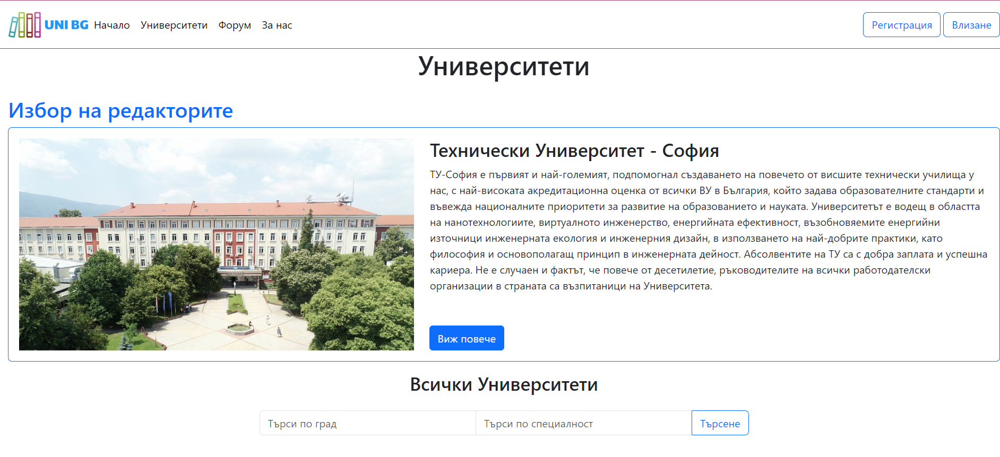 UNI BG Начало Университети Форум За нас Регистрация Влизане
Университети
Избор на редакторите
РЕКТОРАТ
Технически Университет - София
ТУ-София е първият и най-големият, подпомогнал създаването на повечето от висшите технически училища у
нас, с най-високата акредитационна оценка от всички ВУ в България, който задава образователните стандарти и
въвежда националните приоритети за развитие на образованието и науката. Университетът е водещ в областта
на нанотехнологиите, виртуалното инженерство, енергийната ефективност, възобновяемите енергийни
източници инженерната екология и инженерния дизайн, в използването на най-добрите практики, като
философия и основополагащ принцип в инженерната дейност. Абсолвентите на ТУ са с добра заплата и успешна
кариера. Не е случаен и фактът, че повече от десетилетие, ръководителите на всички работодателски
организации в страната са възпитаници на Университета.
Виж повече
Всички Университети
Търси по град Търси по специалност Търсене